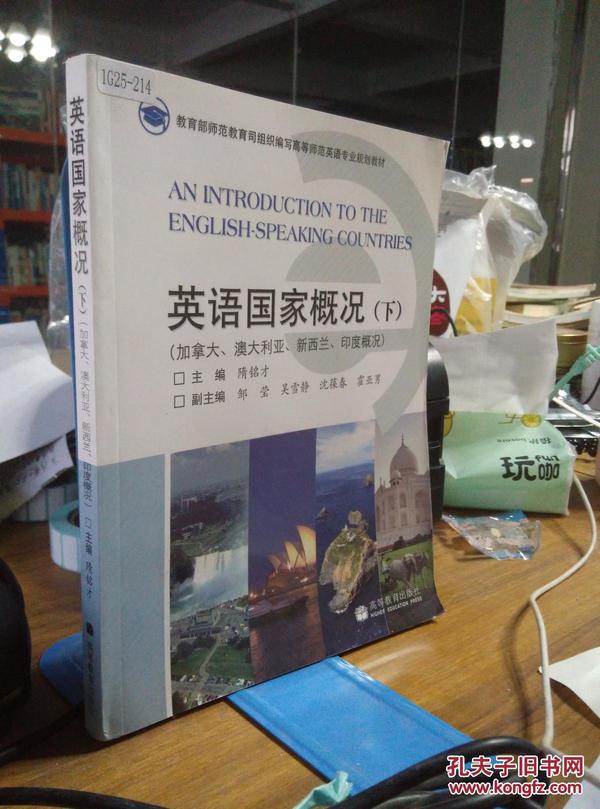 1G25-214
教育部师范教育司组织编写高等师范英语专业规划教材
AN INTRODUCTION TO THE
ENGLISH-SPEAKING COUNTRIES
英语国家概况（下）
（加拿大、澳大利亚、新西兰、印度概况）
□ 主 编 隋铭才
□ 副主编 邹 莹 吴雪静 沈葆春 霍亚男
高等教育出版社
HIGHER EDUCATION PRESS
英语国家概况（下）（加拿大、澳大利亚、新西兰、印度概况） □ 主编 隋铭才
玩fun咖
孔夫子旧书网
www.kongfz.com